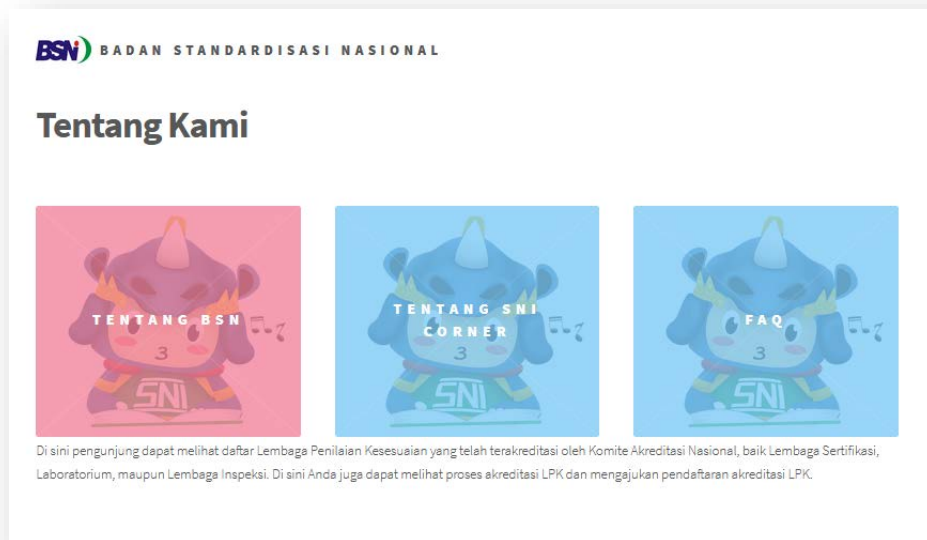 BSN BADAN STANDARDISASI NASIONAL
Tentang Kami
TENTANG BSN
SNI
TENTANG SNI
CORNER
SNI
FAQ
SNI
Di sini pengunjung dapat melihat daftar Lembaga Penilaian Kesesuaian yang telah terakreditasi oleh Komite Akreditasi Nasional, baik Lembaga Sertifikasi,
Laboratorium, maupun Lembaga Inspeksi. Di sini Anda juga dapat melihat proses akreditasi LPK dan mengajukan pendaftaran akreditasi LPK.